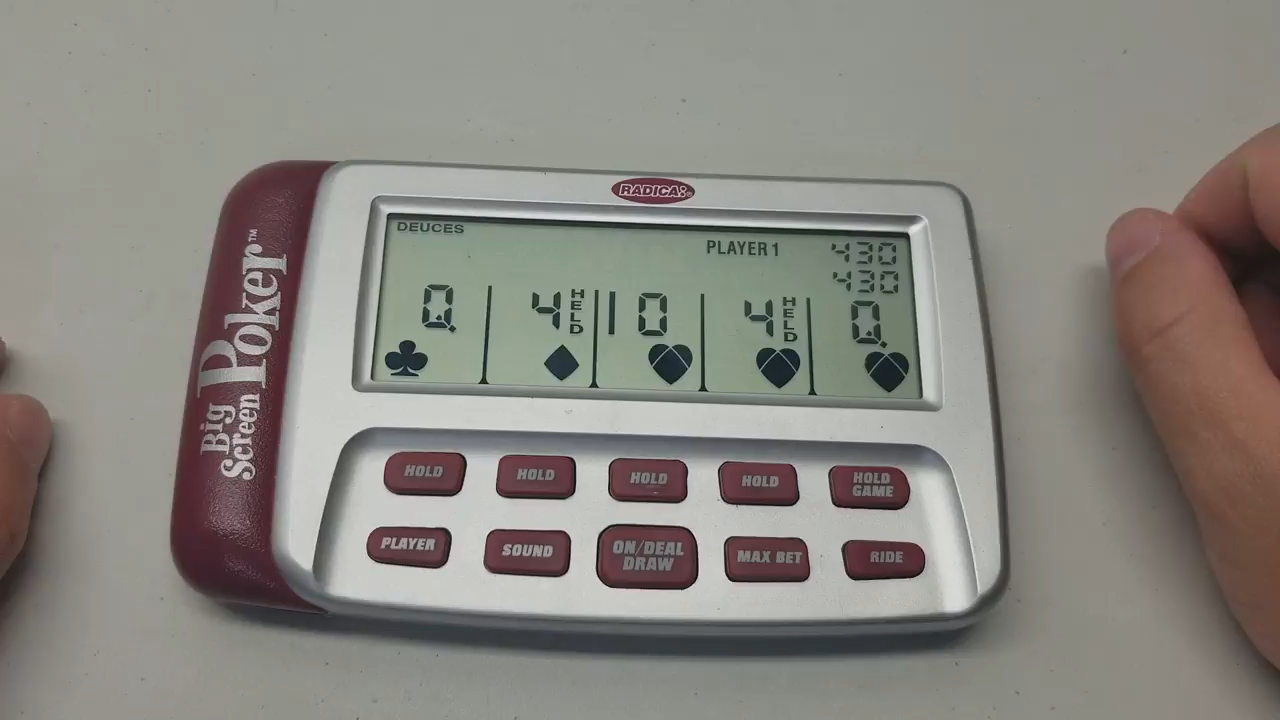 Big
Screen Poker™
RADICA:®
DEUCES
PLAYER 1
430
430
Q 4 HELD 10 4 HELD Q
HOLD HOLD HOLD HOLD HOLD GAME
PLAYER SOUND ON/DEAL DRAW MAX BET RIDE